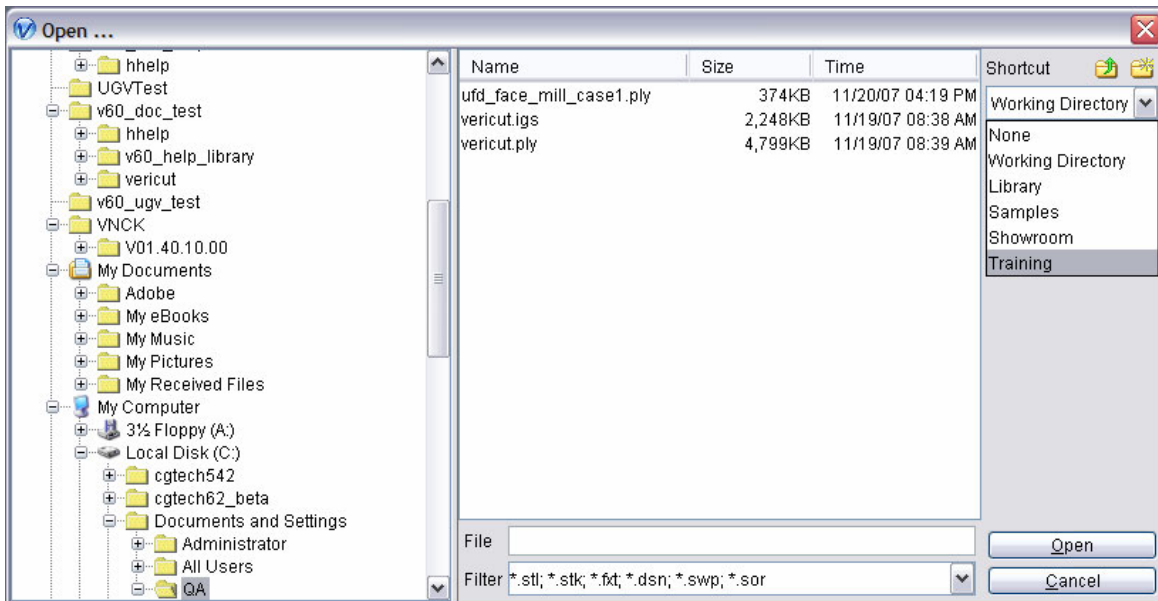 Open ...
hhelp
UGVTest
v60_doc_test
hhelp
v60_help_library
vericut
v60_ugv_test
VNCK
V01.40.10.00
My Documents
Adobe
My eBooks
My Music
My Pictures
My Received Files
My Computer
3½ Floppy (A:)
Local Disk (C:)
cgtech542
cgtech62_beta
Documents and Settings
Administrator
All Users
QA
Name Size Time
ufd_face_mill_case1.ply 374KB 11/20/07 04:19 PM
vericut.igs 2,248KB 11/19/07 08:38 AM
vericut.ply 4,799KB 11/19/07 08:39 AM
File
Filter *.stl; *.stk; *.fxt; *.dsn; *.swp; *.sor
Shortcut
Working Directory
None
Working Directory
Library
Samples
Showroom
Training
Open
Cancel